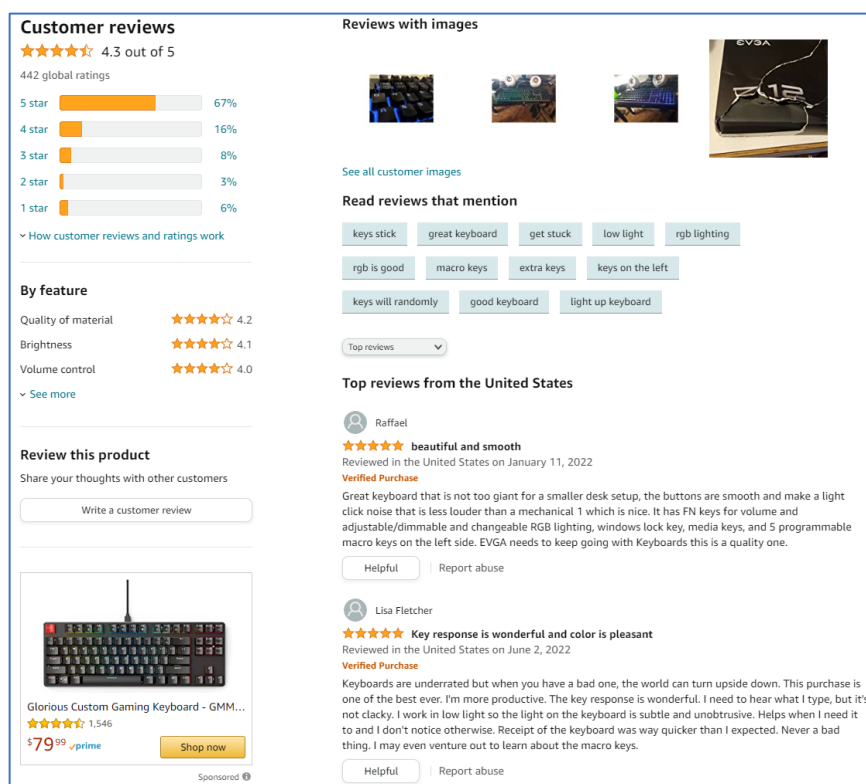 Customer reviews
4.3 out of 5
442 global ratings
5 star 67%
4 star 16%
3 star 8%
2 star 3%
1 star 6%
How customer reviews and ratings work
By feature
Quality of material 4.2
Brightness 4.1
Volume control 4.0
See more
Review this product
Share your thoughts with other customers
Write a customer review
Glorious Custom Gaming Keyboard - GMM...
1,546
$79 99 prime
Shop now
Sponsored
Reviews with images
EVGA
Z12
See all customer images
Read reviews that mention
keys stick great keyboard get stuck low light rgb lighting
rgb is good macro keys extra keys keys on the left
keys will randomly good keyboard light up keyboard
Top reviews
Top reviews from the United States
Raffael
beautiful and smooth
Reviewed in the United States on January 11, 2022
Verified Purchase
Great keyboard that is not too giant for a smaller desk setup, the buttons are smooth and make a light
click noise that is less louder than a mechanical 1 which is nice. It has FN keys for volume and
adjustable/dimmable and changeable RGB lighting, windows lock key, media keys, and 5 programmable
macro keys on the left side. EVGA needs to keep going with Keyboards this is a quality one.
Helpful Report abuse
Lisa Fletcher
Key response is wonderful and color is pleasant
Reviewed in the United States on June 2, 2022
Verified Purchase
Keyboards are underrated but when you have a bad one, the world can turn upside down. This purchase is
one of the best ever. I'm more productive. The key response is wonderful. I need to hear what I type, but it's
not clacky. I work in low light so the light on the keyboard is subtle and unobtrusive. Helps when I need it
to and I don't notice otherwise. Receipt of the keyboard was way quicker than I expected. Never a bad
thing. I may even venture out to learn about the macro keys.
Helpful Report abuse